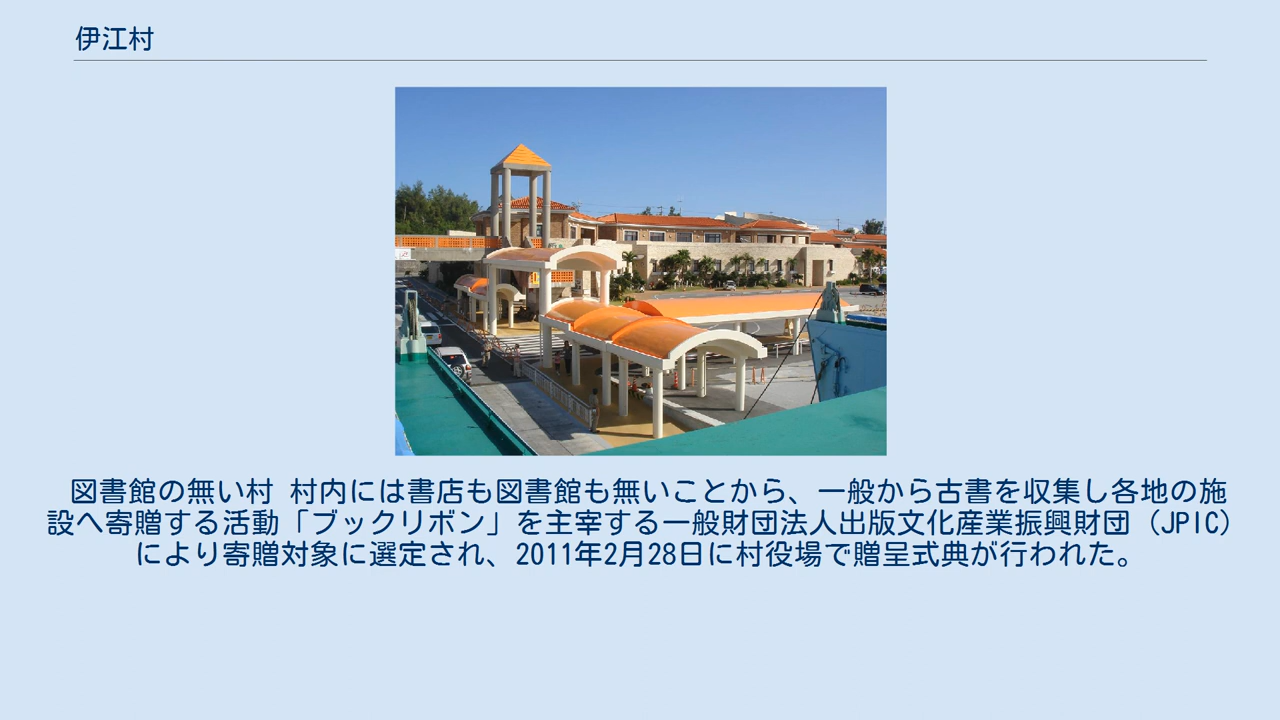 伊江村
図書館の無い村 村内には書店も図書館も無いことから、一般から古書を収集し各地の施
設へ寄贈する活動「ブックリボン」を主宰する一般財団法人出版文化産業振興財団（JPIC）
により寄贈対象に選定され、2011年2月28日に村役場で贈呈式典が行われた。